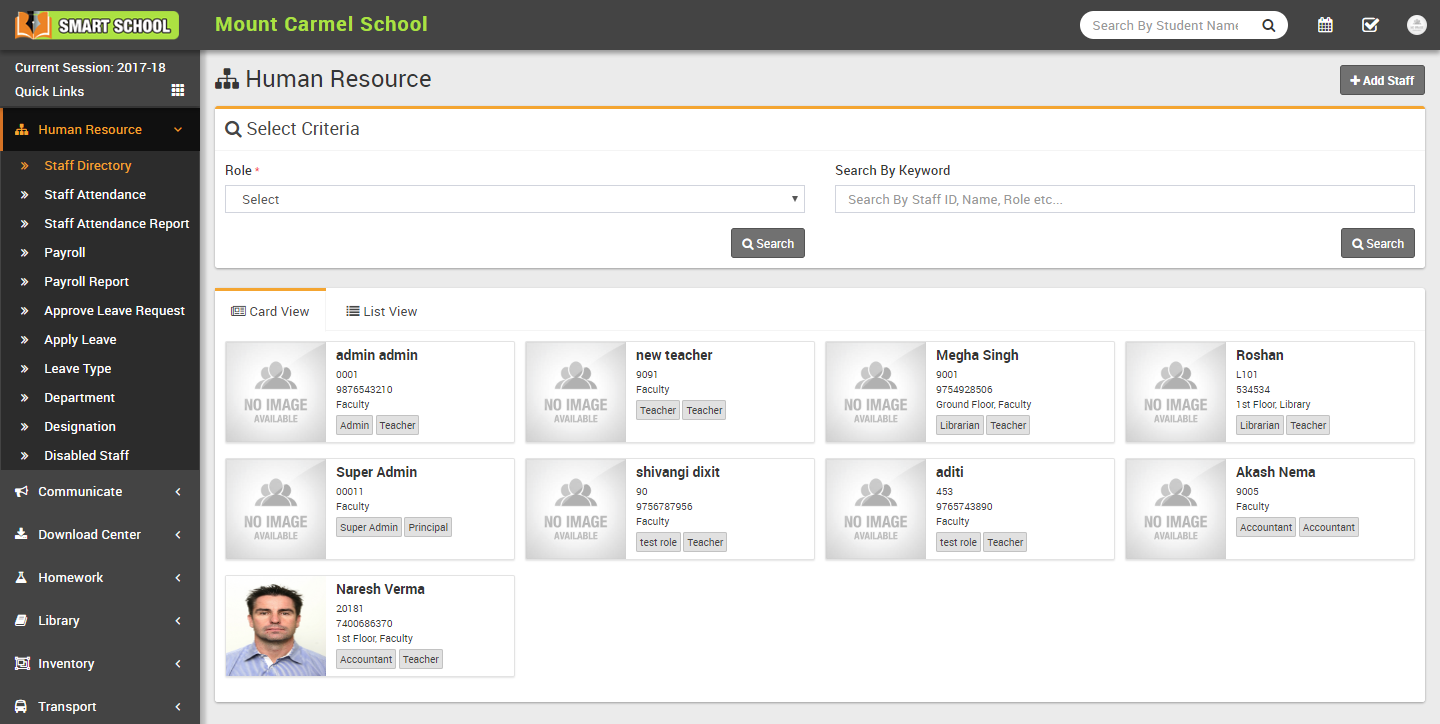 SMART SCHOOL
Mount Carmel School
Search By Student Name
Current Session: 2017-18
Quick Links
Human Resource
Staff Directory
Staff Attendance
Staff Attendance Report
Payroll
Payroll Report
Approve Leave Request
Apply Leave
Leave Type
Department
Designation
Disabled Staff
Communicate
Download Center
Homework
Library
Inventory
Transport
Human Resource
Add Staff
Select Criteria
Role *
Select
Search
Search By Keyword
Search By Staff ID, Name, Role etc...
Search
Card View
List View
NO IMAGE
AVAILABLE
admin admin
0001
9876543210
Faculty
Admin Teacher
NO IMAGE
AVAILABLE
new teacher
9091
Faculty
Teacher Teacher
NO IMAGE
AVAILABLE
Megha Singh
9001
9754928506
Ground Floor, Faculty
Librarian Teacher
NO IMAGE
AVAILABLE
Roshan
L101
534534
1st Floor, Library
Librarian Teacher
NO IMAGE
AVAILABLE
Super Admin
00011
Faculty
Super Admin Principal
NO IMAGE
AVAILABLE
shivangi dixit
90
9756787956
Faculty
test role Teacher
NO IMAGE
AVAILABLE
aditi
453
9765743890
Faculty
test role Teacher
NO IMAGE
AVAILABLE
Akash Nema
9005
Faculty
Accountant Accountant
Naresh Verma
20181
7400686370
1st Floor, Faculty
Accountant Teacher